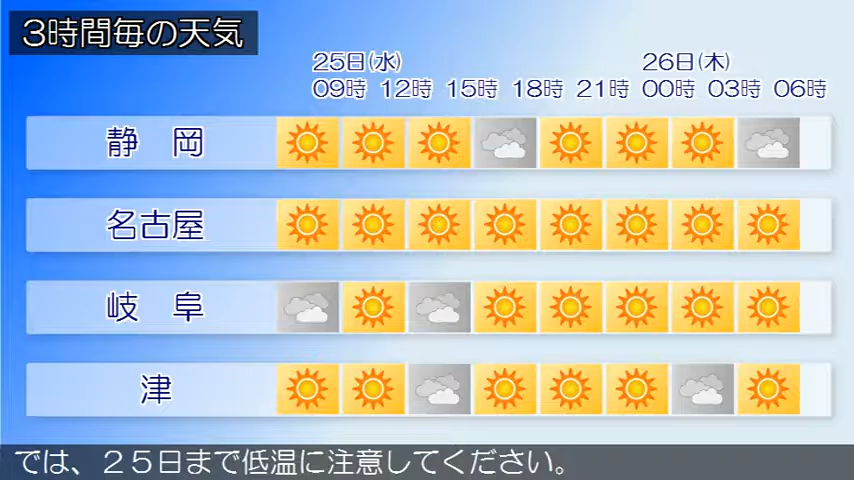 3時間毎の天気
25日(水) 26日(木)
09時 12時 15時 18時 21時 00時 03時 06時
静 岡
名古屋
岐 阜
津
では、２５日まで低温に注意してください。